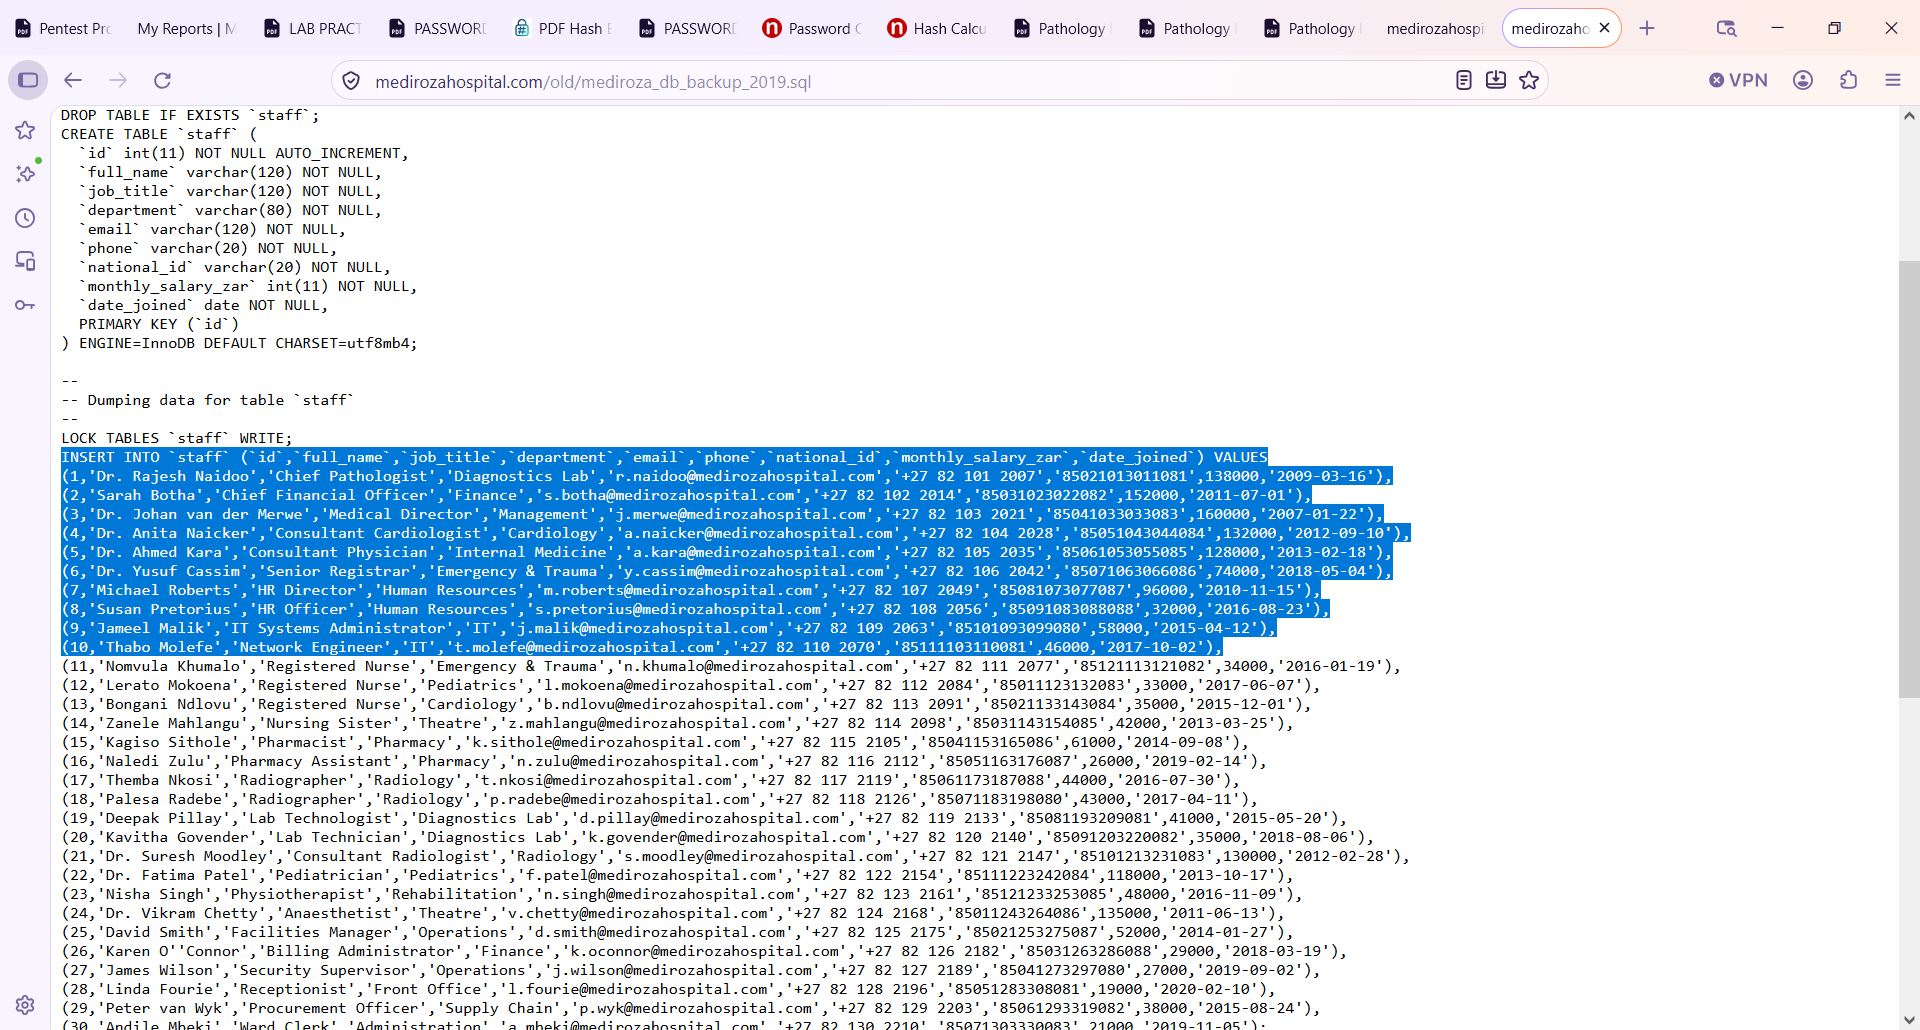 Pentest Pro
My Reports | M
LAB PRACT
PASSWORD
PDF Hash E
PASSWORD
Password C
Hash Calcu
Pathology
Pathology
Pathology
medirozahospi
medirozaho
medirozahospital.com/old/mediroza_db_backup_2019.sql
VPN
DROP TABLE IF EXISTS `staff`;
CREATE TABLE `staff` (
`id` int(11) NOT NULL AUTO_INCREMENT,
`full_name` varchar(120) NOT NULL,
`job_title` varchar(120) NOT NULL,
`department` varchar(80) NOT NULL,
`email` varchar(120) NOT NULL,
`phone` varchar(20) NOT NULL,
`national_id` varchar(20) NOT NULL,
`monthly_salary_zar` int(11) NOT NULL,
`date_joined` date NOT NULL,
PRIMARY KEY (`id`)
) ENGINE=InnoDB DEFAULT CHARSET=utf8mb4;
--
-- Dumping data for table `staff`
--
LOCK TABLES `staff` WRITE;
INSERT INTO `staff` (`id`,`full_name`,`job_title`,`department`,`email`,`phone`,`national_id`,`monthly_salary_zar`,`date_joined`) VALUES
(1,'Dr. Rajesh Naidoo','Chief Pathologist','Diagnostics Lab','r.naidoo@medirozahospital.com','+27 82 101 2007','85021013011081',138000,'2009-03-16'),
(2,'Sarah Botha','Chief Financial Officer','Finance','s.botha@medirozahospital.com','+27 82 102 2014','85031023022082',152000,'2011-07-01'),
(3,'Dr. Johan van der Merwe','Medical Director','Management','j.merwe@medirozahospital.com','+27 82 103 2021','85041033033083',160000,'2007-01-22'),
(4,'Dr. Anita Naicker','Consultant Cardiologist','Cardiology','a.naicker@medirozahospital.com','+27 82 104 2028','85051043044084',132000,'2012-09-10'),
(5,'Dr. Ahmed Kara','Consultant Physician','Internal Medicine','a.kara@medirozahospital.com','+27 82 105 2035','85061053055085',128000,'2013-02-18'),
(6,'Dr. Yusuf Cassim','Senior Registrar','Emergency & Trauma','y.cassim@medirozahospital.com','+27 82 106 2042','85071063066086',74000,'2018-05-04'),
(7,'Michael Roberts','HR Director','Human Resources','m.roberts@medirozahospital.com','+27 82 107 2049','85081073077087',96000,'2010-11-15'),
(8,'Susan Pretorius','HR Officer','Human Resources','s.pretorius@medirozahospital.com','+27 82 108 2056','85091083088088',32000,'2016-08-23'),
(9,'Jameel Malik','IT Systems Administrator','IT','j.malik@medirozahospital.com','+27 82 109 2063','85101093099080',58000,'2015-04-12'),
(10,'Thabo Molefe','Network Engineer','IT','t.molefe@medirozahospital.com','+27 82 110 2070','85111103110081',46000,'2017-10-02'),
(11,'Nomvula Khumalo','Registered Nurse','Emergency & Trauma','n.khumalo@medirozahospital.com','+27 82 111 2077','85121113121082',34000,'2016-01-19'),
(12,'Lerato Mokoena','Registered Nurse','Pediatrics','l.mokoena@medirozahospital.com','+27 82 112 2084','85011123132083',33000,'2017-06-07'),
(13,'Bongani Ndlovu','Registered Nurse','Cardiology','b.ndlovu@medirozahospital.com','+27 82 113 2091','85021133143084',35000,'2015-12-01'),
(14,'Zanele Mahlangu','Nursing Sister','Theatre','z.mahlangu@medirozahospital.com','+27 82 114 2098','85031143154085',42000,'2013-03-25'),
(15,'Kagiso Sithole','Pharmacist','Pharmacy','k.sithole@medirozahospital.com','+27 82 115 2105','85041153165086',61000,'2014-09-08'),
(16,'Naledi Zulu','Pharmacy Assistant','Pharmacy','n.zulu@medirozahospital.com','+27 82 116 2112','85051163176087',26000,'2019-02-14'),
(17,'Themba Nkosi','Radiographer','Radiology','t.nkosi@medirozahospital.com','+27 82 117 2119','85061173187088',44000,'2016-07-30'),
(18,'Palesa Radebe','Radiographer','Radiology','p.radebe@medirozahospital.com','+27 82 118 2126','85071183198080',43000,'2017-04-11'),
(19,'Deepak Pillay','Lab Technologist','Diagnostics Lab','d.pillay@medirozahospital.com','+27 82 119 2133','85081193209081',41000,'2015-05-20'),
(20,'Kavitha Govender','Lab Technician','Diagnostics Lab','k.govender@medirozahospital.com','+27 82 120 2140','85091203220082',35000,'2018-08-06'),
(21,'Dr. Suresh Moodley','Consultant Radiologist','Radiology','s.moodley@medirozahospital.com','+27 82 121 2147','85101213231083',130000,'2012-02-28'),
(22,'Dr. Fatima Patel','Pediatrician','Pediatrics','f.patel@medirozahospital.com','+27 82 122 2154','85111223242084',118000,'2013-10-17'),
(23,'Nisha Singh','Physiotherapist','Rehabilitation','n.singh@medirozahospital.com','+27 82 123 2161','85121233253085',48000,'2016-11-09'),
(24,'Dr. Vikram Chetty','Anaesthetist','Theatre','v.chetty@medirozahospital.com','+27 82 124 2168','85011243264086',135000,'2011-06-13'),
(25,'David Smith','Facilities Manager','Operations','d.smith@medirozahospital.com','+27 82 125 2175','85021253275087',52000,'2014-01-27'),
(26,'Karen O''Connor','Billing Administrator','Finance','k.oconnor@medirozahospital.com','+27 82 126 2182','85031263286088',29000,'2018-03-19'),
(27,'James Wilson','Security Supervisor','Operations','j.wilson@medirozahospital.com','+27 82 127 2189','85041273297080',27000,'2019-09-02'),
(28,'Linda Fourie','Receptionist','Front Office','l.fourie@medirozahospital.com','+27 82 128 2196','85051283308081',19000,'2020-02-10'),
(29,'Peter van Wyk','Procurement Officer','Supply Chain','p.wyk@medirozahospital.com','+27 82 129 2203','85061293319082',38000,'2015-08-24'),
(30,'Andile Mbeki','Ward Clerk','Administration','a.mbeki@medirozahospital.com','+27 82 130 2210','85071303330083',21000,'2019-11-05');